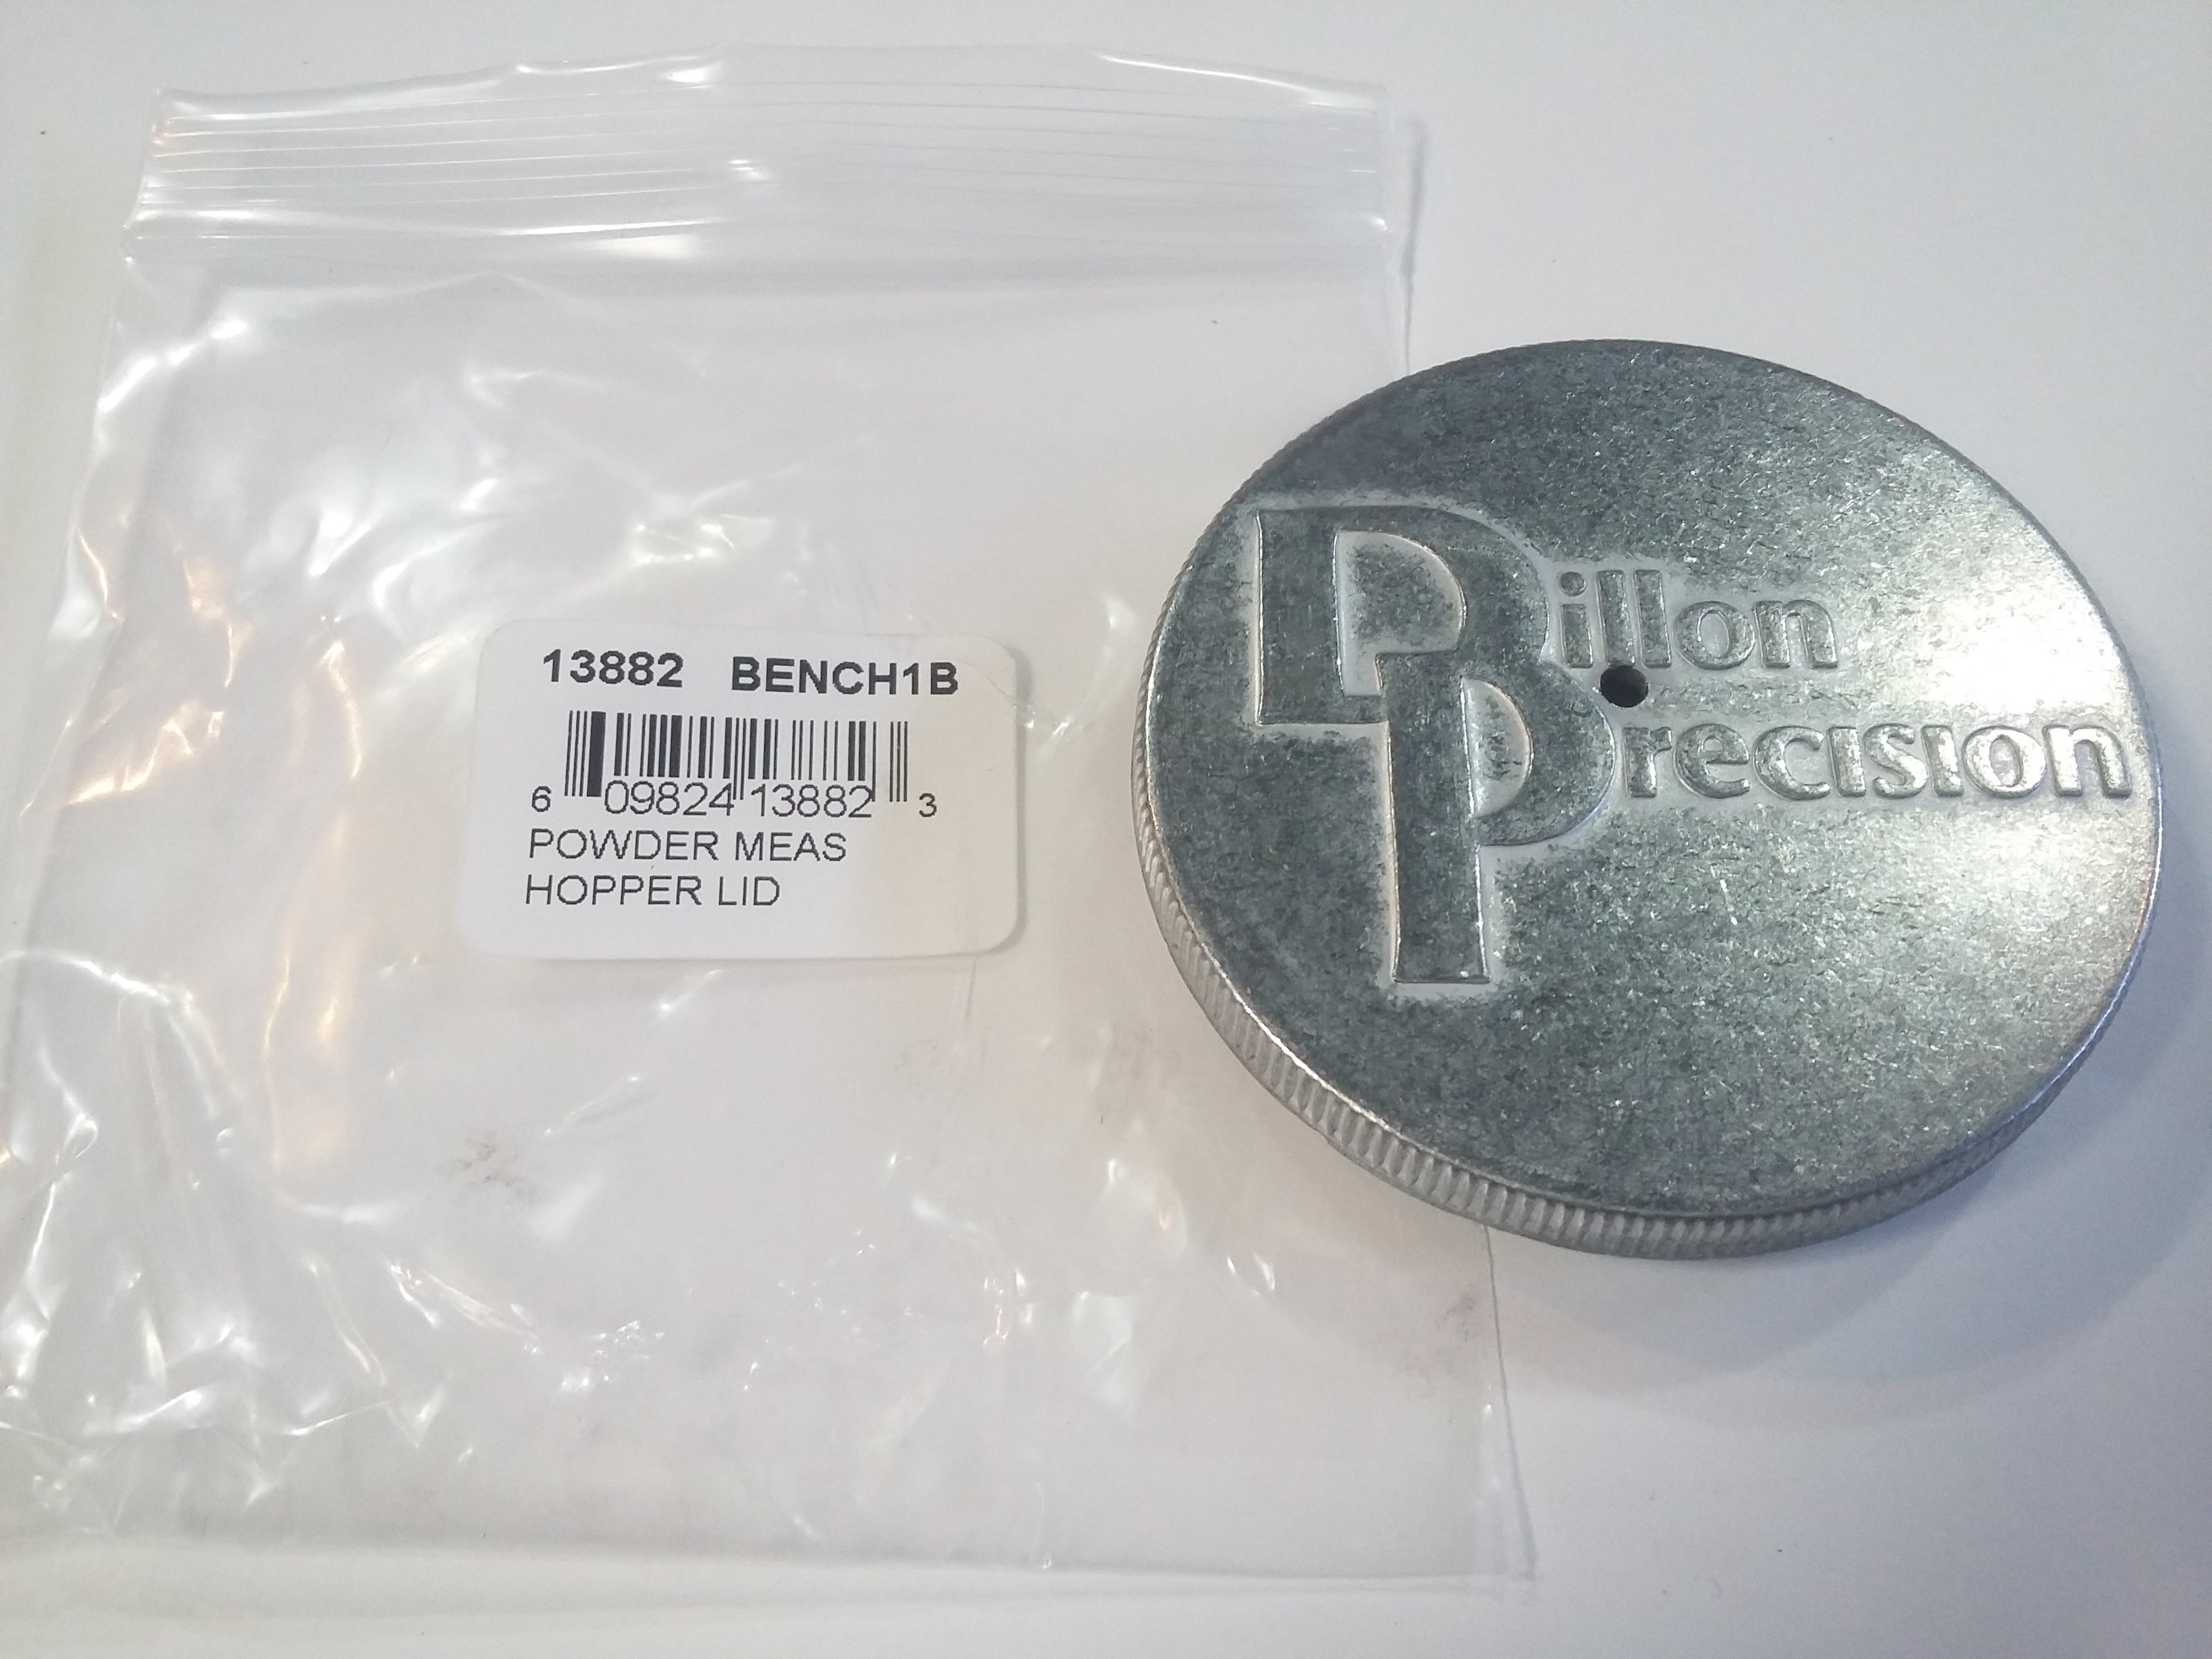 13882 BENCH1B
6 09824 13882 3
POWDER MEAS
HOPPER LID
Dillon
Precision